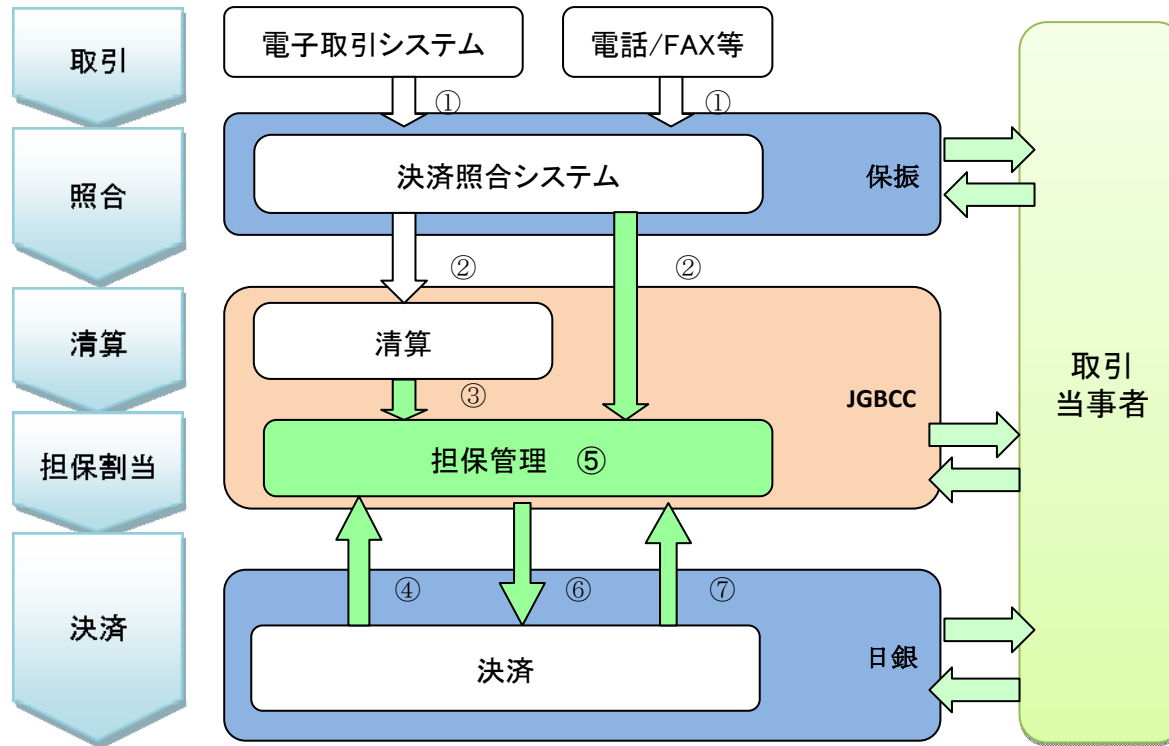 取引
電子取引システム
電話/FAX等
①
①
照合
決済照合システム
保振
②
②
清算
清算
③
JGBCC
取引
当事者
担保割当
担保管理 ⑤
④
⑥
⑦
決済
決済
日銀